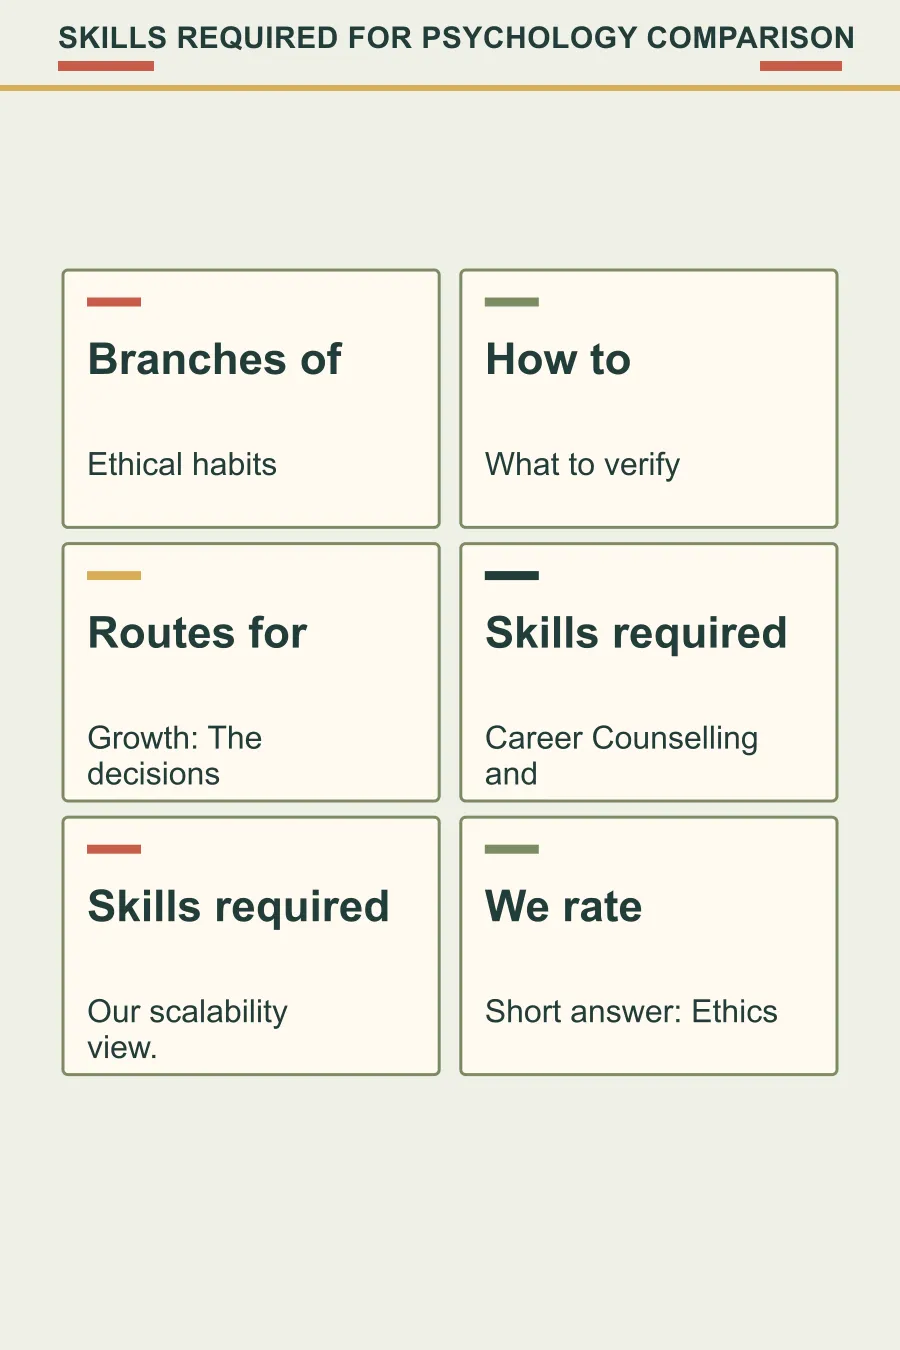 SKILLS REQUIRED FOR PSYCHOLOGY COMPARISON
Branches of
Ethical habits
How to
What to verify
Routes for
Growth: The
decisions
Skills required
Career Counselling
and
Skills required
Our scalability
view.
We rate
Short answer: Ethics